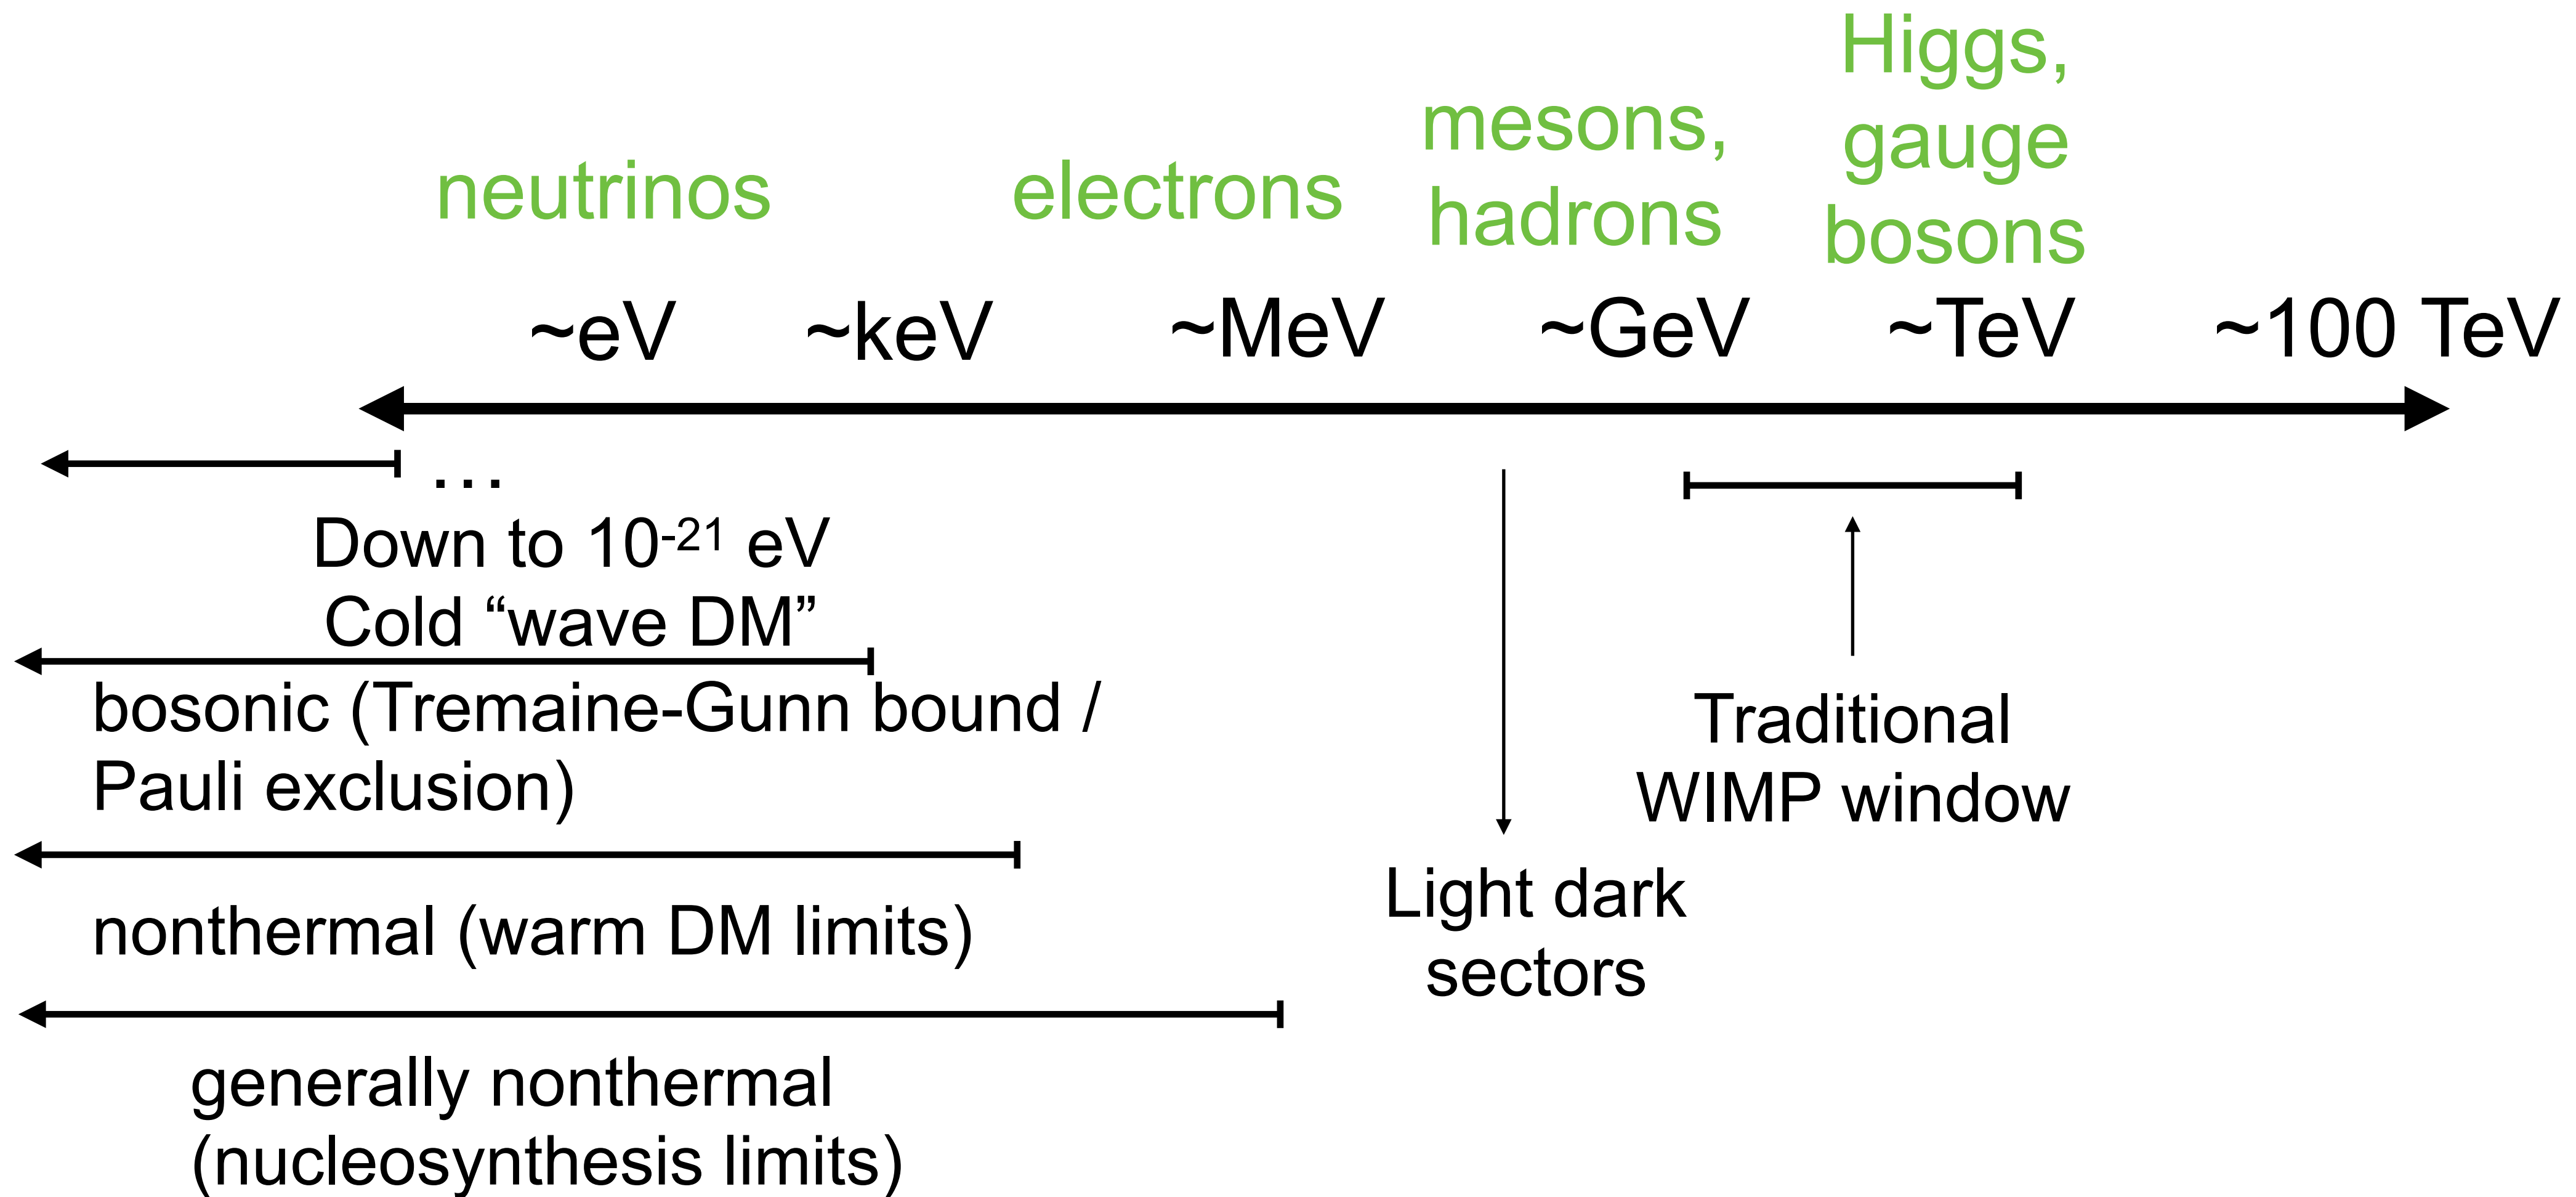 Higgs,
gauge
bosons
mesons,
hadrons
neutrinos
electrons
~eV
~keV
~MeV
~GeV
~TeV
~100 TeV
...
Down to 10⁻²¹ eV
Cold “wave DM”
bosonic (Tremaine-Gunn bound /
Pauli exclusion)
nonthermal (warm DM limits)
generally nonthermal
(nucleosynthesis limits)
Light dark
sectors
Traditional
WIMP window